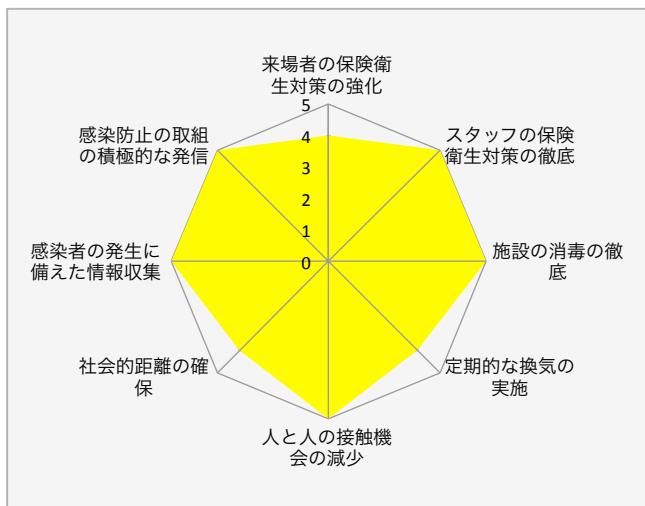 来場者の保険衛
生対策の強化
スタッフの保険
衛生対策の徹底
施設の消毒の徹
底
定期的な換気の
実施
人と人の接触機
会の減少
社会的距離の確
保
感染者の発生に
備えた情報収集
感染防止の取組
の積極的な発信
5
4
3
2
1
0